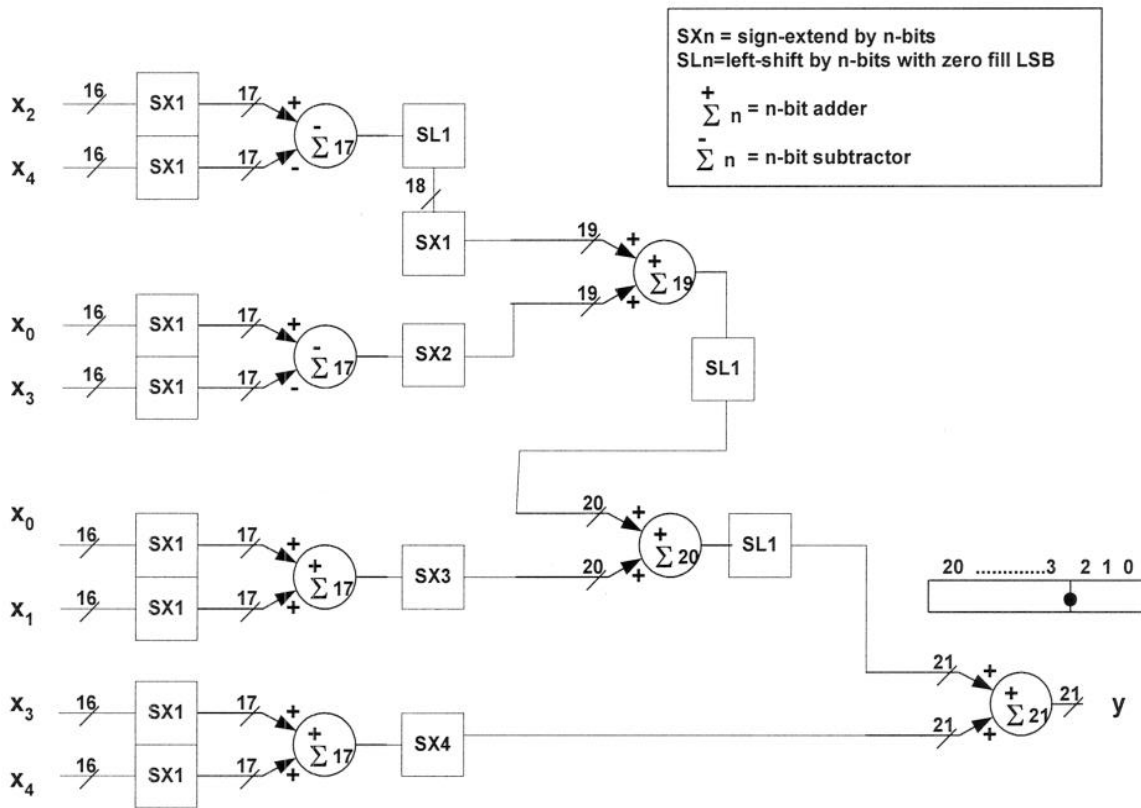 SXn = sign-extend by n-bits
SLn=left-shift by n-bits with zero fill LSB
+
Σ n = n-bit adder
-
Σ n = n-bit subtractor
x2 16 SX1 17 +
- Σ 17
SL1
x4 16 SX1 17 -
18
SX1 19 +
+ Σ 19
19 +
x0 16 SX1 17 +
- Σ 17
SX2
x3 16 SX1 17 -
SL1
x0 16 SX1 17 +
+ Σ 17
SX3
x1 16 SX1 17 +
20 +
+ Σ 20
20 +
SL1
20 .............3 2 1 0
x3 16 SX1 17 +
+ Σ 17
SX4
x4 16 SX1 17 +
21 +
+ Σ 21
21 +
21 y